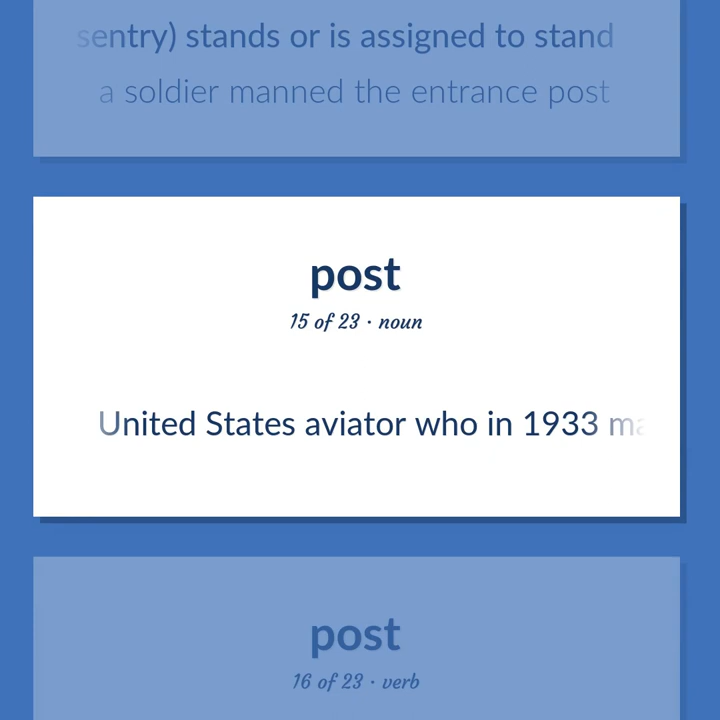 sentry) stands or is assigned to stand
a soldier manned the entrance post
post
15 of 23 · noun
United States aviator who in 1933
post
16 of 23 · verb